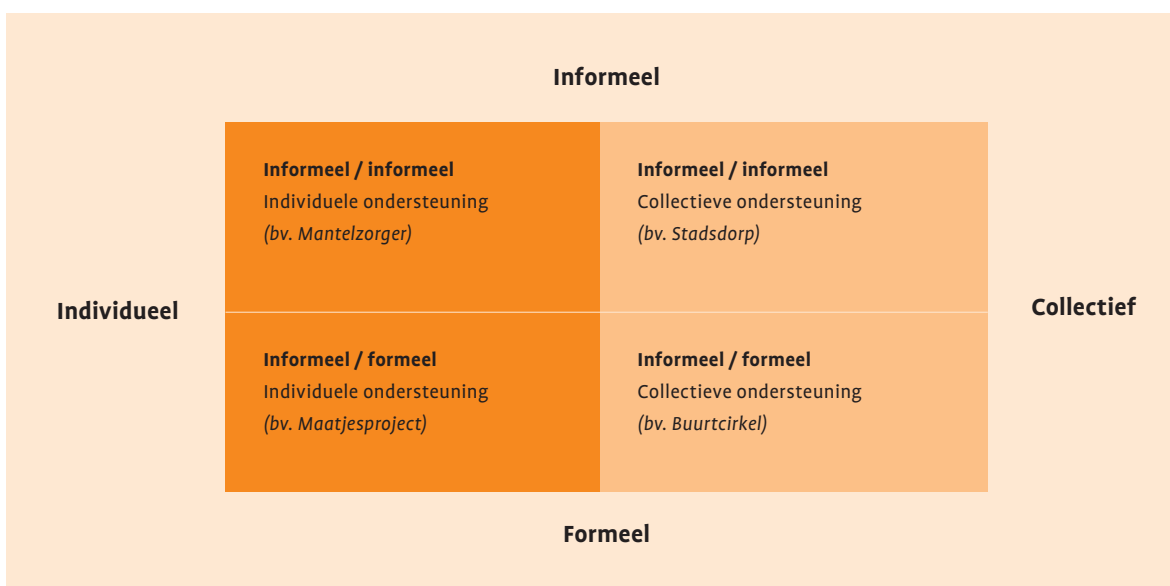 Informeel
Informeel / informeel
Individuele ondersteuning
(bv. Mantelzorger)
Informeel / informeel
Collectieve ondersteuning
(bv. Stadsdorp)
Individueel
Collectief
Informeel / formeel
Individuele ondersteuning
(bv. Maatjesproject)
Informeel / formeel
Collectieve ondersteuning
(bv. Buurtcirkel)
Formeel